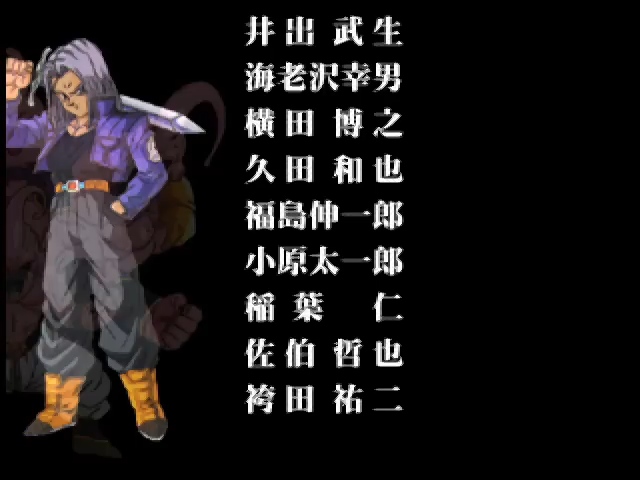 井出 武生
海老沢幸男
横田 博之
久田 和也
福島伸一郎
小原太一郎
稲葉 仁
佐伯 哲也
袴田 祐二